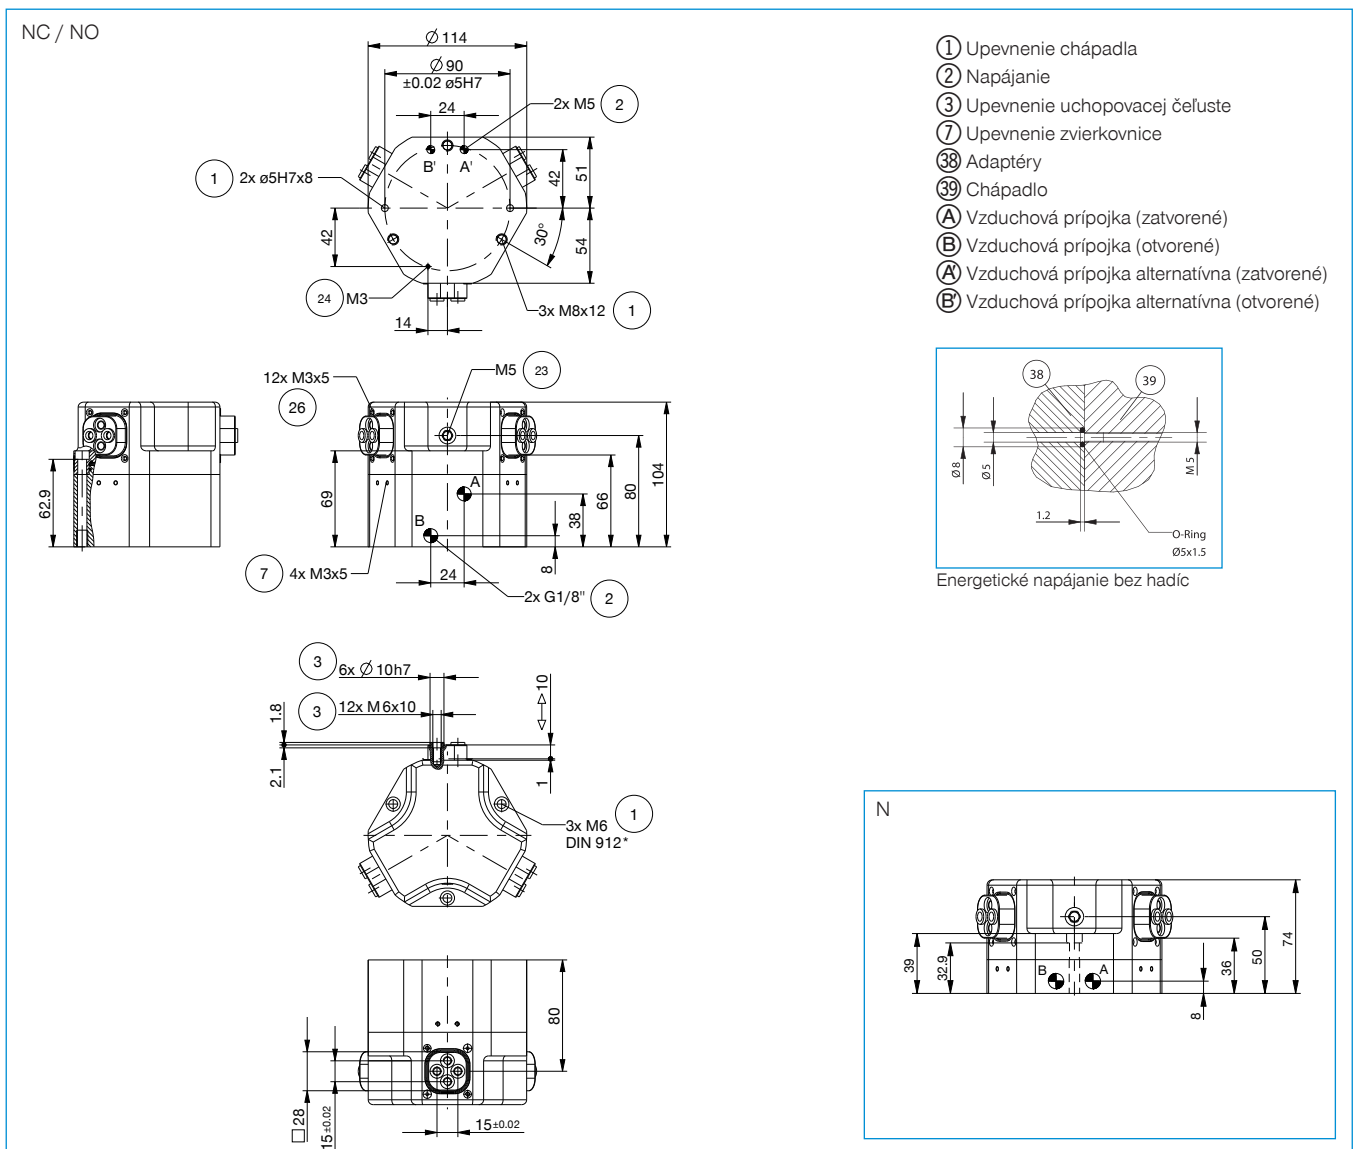 NC / NO
Ø 114
Ø 90
±0.02 ø5H7
24
2x M5 2
B'
A'
1 2x ø5H7x8
42
51
42
30°
54
24 M3
14
3x M8x12 1
1 Upevnenie chápadla
2 Napájanie
3 Upevnenie uchopovacej čeľuste
7 Upevnenie zvierkovnice
38 Adaptéry
39 Chápadlo
A Vzduchová prípojka (zatvorené)
B Vzduchová prípojka (otvorené)
A' Vzduchová prípojka alternatívna (zatvorené)
B' Vzduchová prípojka alternatívna (otvorené)
38
39
Ø 8
Ø 5
M 5
1.2
O-Ring
Ø5x1.5
Energetické napájanie bez hadíc
12x M3x5
26
M5 23
62.9
69
A
B
38
66
80
104
8
7 4x M3x5
24
2x G1/8" 2
3 6x Ø 10h7
3 12x M 6x10
1.8
2.1
10
1
3x M6 1
DIN 912*
80
□ 28
15±0.02
15±0.02
N
39
32.9
B
A
36
50
74
8